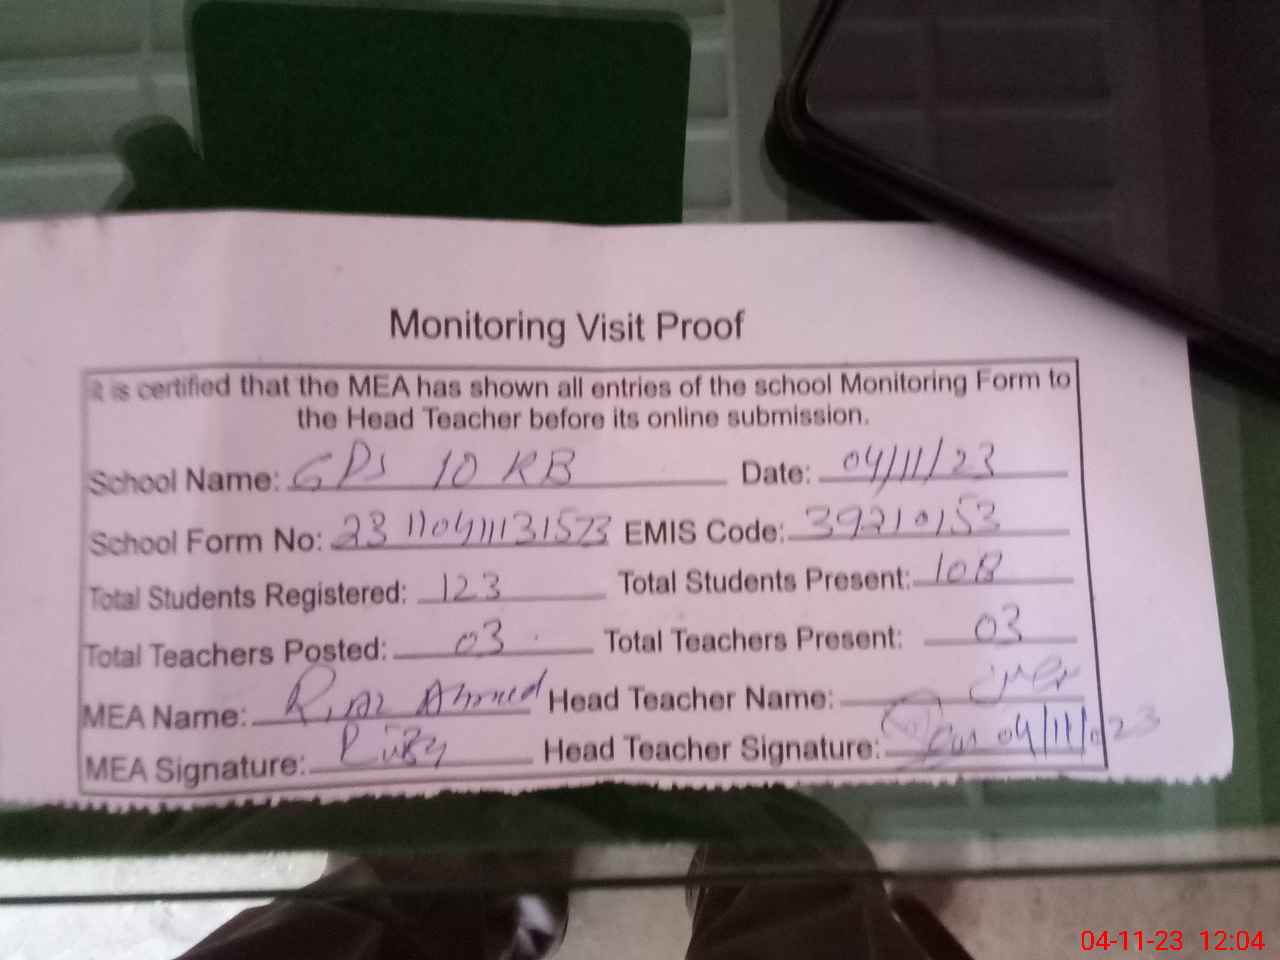 Monitoring Visit Proof
it is certified that the MEA has shown all entries of the school Monitoring Form to
the Head Teacher before its online submission.
School Name: GPS 10 KB Date: 04/11/23
School Form No: EMIS Code: 39210153
Total Students Registered: 123 Total Students Present: 108
Total Teachers Posted: 03 Total Teachers Present: 03
MEA Name: Riaz Ahmed Head Teacher Name:
MEA Signature: Head Teacher Signature: 04/11/023
04-11-23 12:04